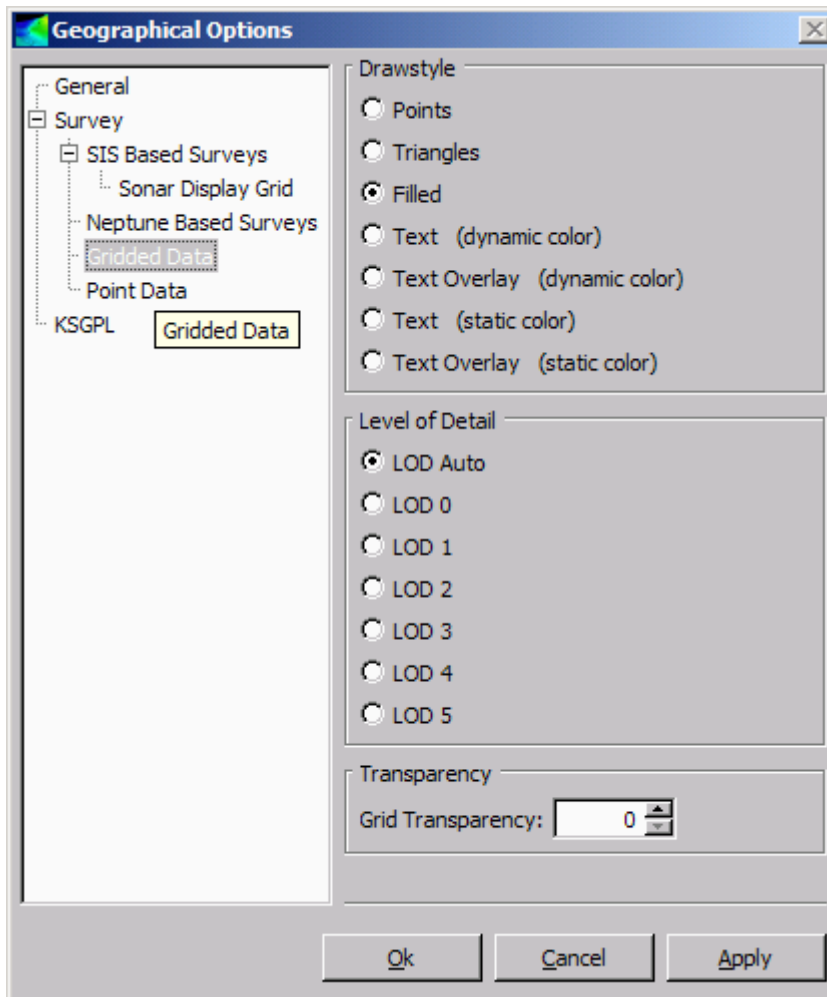 Geographical Options
General
Survey
SIS Based Surveys
Sonar Display Grid
Neptune Based Surveys
Gridded Data
Point Data
KSGPL
Gridded Data
Drawstyle
Points
Triangles
Filled
Text (dynamic color)
Text Overlay (dynamic color)
Text (static color)
Text Overlay (static color)
Level of Detail
LOD Auto
LOD 0
LOD 1
LOD 2
LOD 3
LOD 4
LOD 5
Transparency
Grid Transparency: 0
Ok Cancel Apply